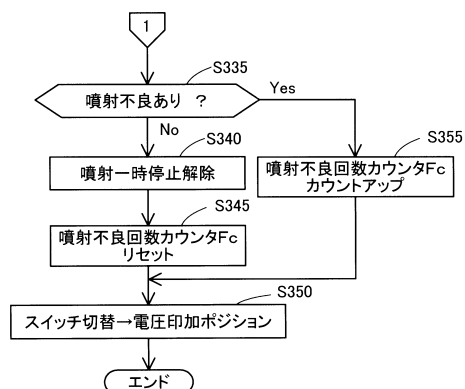 1
S335
噴射不良あり ?
Yes
No
S340
噴射一時停止解除
S355
噴射不良回数カウンタFc
カウントアップ
S345
噴射不良回数カウンタFc
リセット
S350
スイッチ切替→電圧印加ポジション
エンド